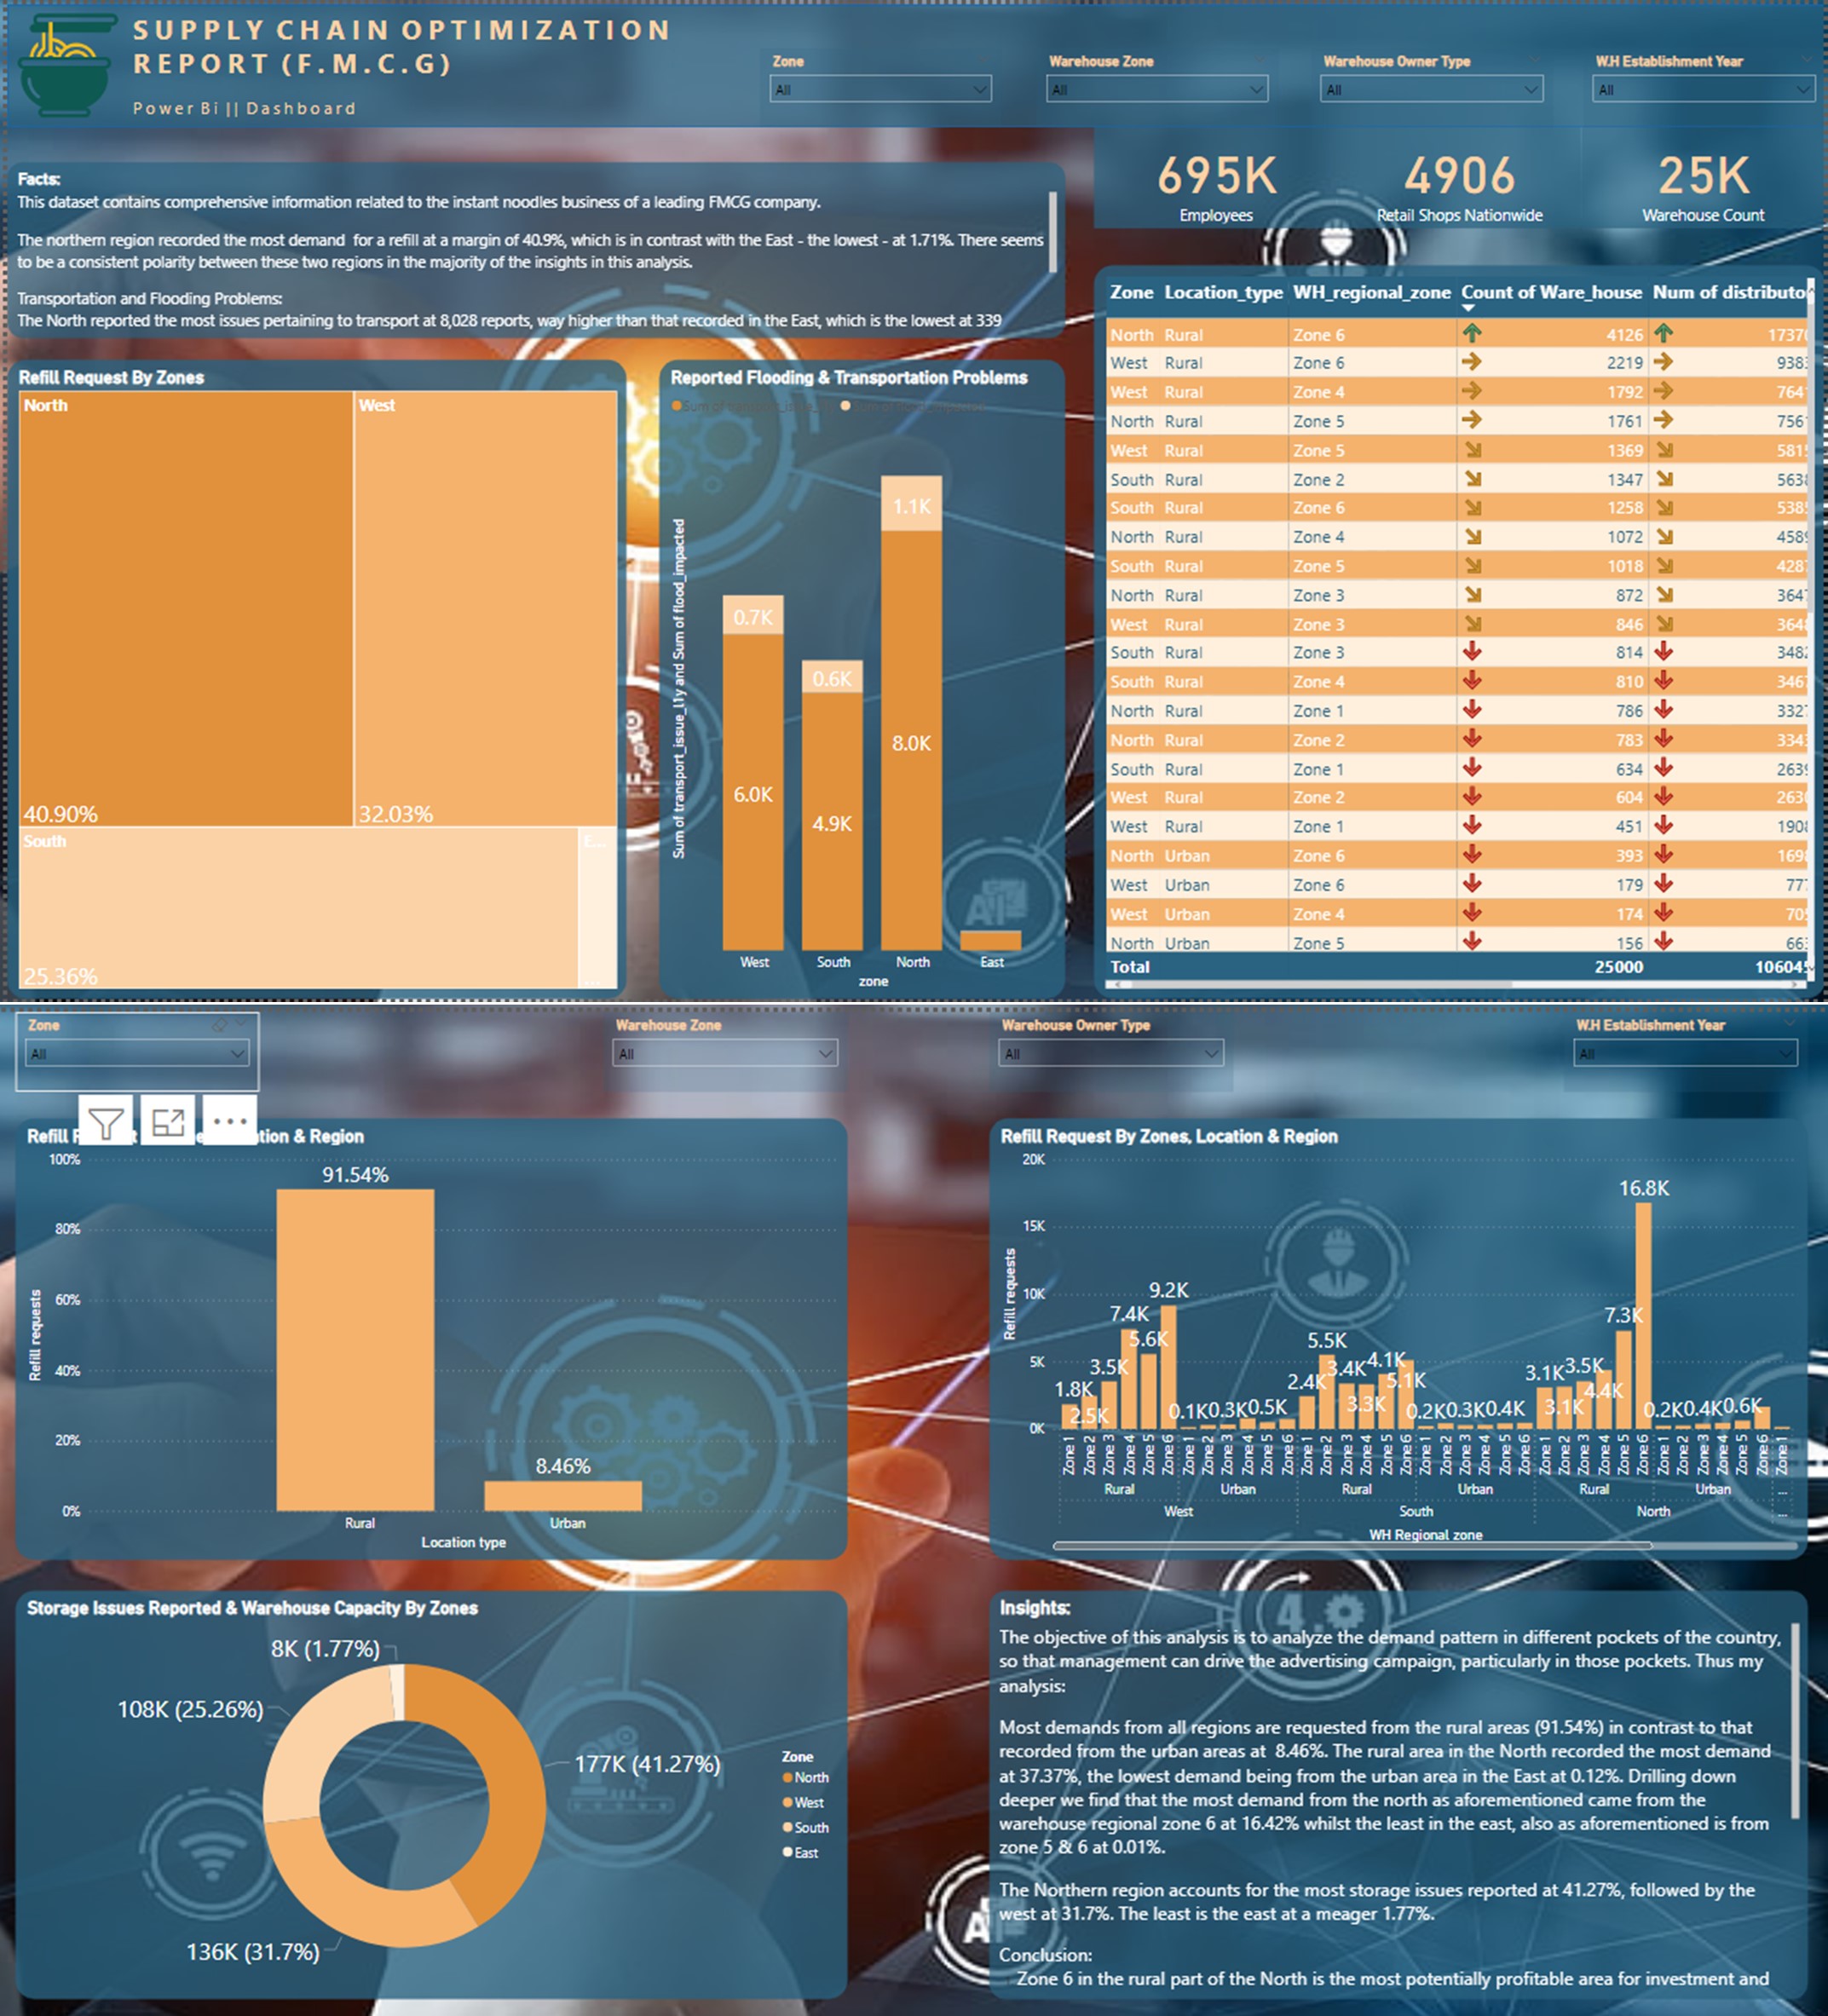 SUPPLY CHAIN OPTIMIZATION
REPORT (F.M.C.G)
Power Bi || Dashboard
Zone
All
Warehouse Zone
All
Warehouse Owner Type
All
W.H Establishment Year
All
Facts:
This dataset contains comprehensive information related to the instant noodles business of a leading FMCG company.
The northern region recorded the most demand  for a refill at a margin of 40.9%, which is in contrast with the East - the lowest - at 1.71%. There seems
to be a consistent polarity between these two regions in the majority of the insights in this analysis.
Transportation and Flooding Problems:
The North reported the most issues pertaining to transport at 8,028 reports, way higher than that recorded in the East, which is the lowest at 339
695K
Employees
4906
Retail Shops Nationwide
25K
Warehouse Count
Refill Request By Zones
North
West
40.90%
32.03%
South
E...
25.36%
Reported Flooding & Transportation Problems
Sum of transport_issue_l1y and Sum of flood_impacted
0.7K
6.0K
0.6K
4.9K
1.1K
8.0K
West
South
North
East
zone
Zone Location_type WH_regional_zone Count of Ware_house Num of distributo
North Rural Zone 6 4126 17370
West Rural Zone 6 2219 938
West Rural Zone 4 1792 764
North Rural Zone 5 1761 756
West Rural Zone 5 1369 581
South Rural Zone 2 1347 563
South Rural Zone 6 1258 538
North Rural Zone 4 1072 458
South Rural Zone 5 1018 428
North Rural Zone 3 872 364
West Rural Zone 3 846 364
South Rural Zone 3 814 348
South Rural Zone 4 810 346
North Rural Zone 1 786 332
North Rural Zone 2 783 334
South Rural Zone 1 634 263
West Rural Zone 2 604 263
West Rural Zone 1 451 190
North Urban Zone 6 393 169
West Urban Zone 6 179 77
West Urban Zone 4 174 70
North Urban Zone 5 156 66
Total 25000 106045
Zone
All
Warehouse Zone
All
Warehouse Owner Type
All
W.H Establishment Year
All
Refill tion & Region
Refill requests
100%
80%
60%
40%
20%
0%
91.54%
8.46%
Rural
Urban
Location type
Refill Request By Zones, Location & Region
Refill requests
20K
15K
10K
5K
0K
1.8K
2.5K
3.5K
7.4K
5.6K
9.2K
0.1K
0.3K
0.5K
2.4K
5.5K
3.4K
3.3K
4.1K
5.1K
0.2K
0.3K
0.4K
3.1K
3.1K
3.5K
4.4K
7.3K
16.8K
0.2K
0.4K
0.6K
Zone 1 Zone 2 Zone 3 Zone 4 Zone 5 Zone 6 Zone 1 Zone 2 Zone 3 Zone 4 Zone 5 Zone 6 Zone 1 Zone 2 Zone 3 Zone 4 Zone 5 Zone 6 Zone 1 Zone 2 Zone 3 Zone 4 Zone 5 Zone 6 Zone 1 Zone 2 Zone 3 Zone 4 Zone 5 Zone 6 Zone 1 Zone 2 Zone 3 Zone 4 Zone 5 Zone 6 Zone 1
Rural Urban Rural Urban Rural Urban ...
West South North ...
WH Regional zone
Storage Issues Reported & Warehouse Capacity By Zones
8K (1.77%)
108K (25.26%)
177K (41.27%)
136K (31.7%)
Zone
North
West
South
East
Insights:
The objective of this analysis is to analyze the demand pattern in different pockets of the country,
so that management can drive the advertising campaign, particularly in those pockets. Thus my
analysis:
Most demands from all regions are requested from the rural areas (91.54%) in contrast to that
recorded from the urban areas at  8.46%. The rural area in the North recorded the most demand
at 37.37%, the lowest demand being from the urban area in the East at 0.12%. Drilling down
deeper we find that the most demand from the north as aforementioned came from the
warehouse regional zone 6 at 16.42% whilst the least in the east, also as aforementioned is from
zone 5 & 6 at 0.01%.
The Northern region accounts for the most storage issues reported at 41.27%, followed by the
west at 31.7%. The least is the east at a meager 1.77%.
Conclusion:
Zone 6 in the rural part of the North is the most potentially profitable area for investment and